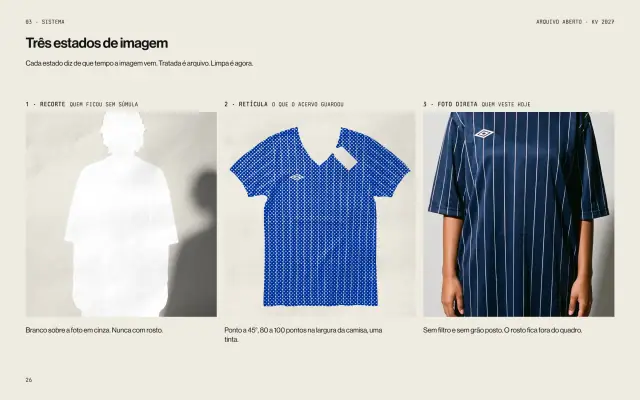 03 - SISTEMA
ARQUIVO ABERTO · KV 2027
Três estados de imagem
Cada estado diz de que tempo a imagem vem. Tratada é arquivo. Limpa é agora.
1 · RECORTE QUEM FICOU SEM SÚMULA
2 · RETÍCULA O QUE O ACERVO GUARDOU
3 · FOTO DIRETA QUEM VESTE HOJE
Branco sobre a foto em cinza. Nunca com rosto.
Ponto a 45°, 80 a 100 pontos na largura da camisa, uma
tinta.
Sem filtro e sem grão posto. O rosto fica fora do quadro.
26